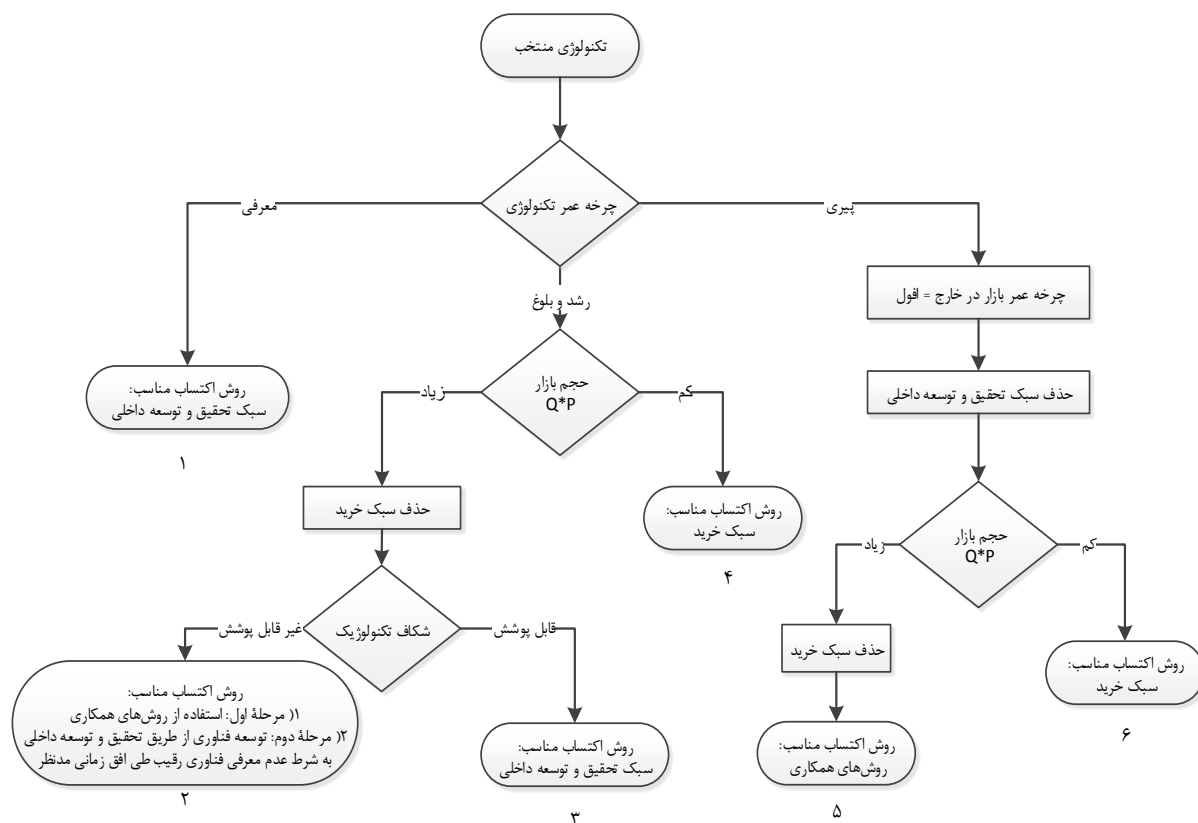 تکنولوژی منتخب
چرخه عمر تکنولوژی
معرفی
پیری
رشد و بلوغ
چرخه عمر بازار در خارج = افول
حجم بازار
Q*P
زیاد
کم
روش اکتساب مناسب:
سبک تحقیق و توسعه داخلی
۱
حذف سبک تحقیق و توسعه داخلی
حذف سبک خرید
روش اکتساب مناسب:
سبک خرید
۴
حجم بازار
Q*P
زیاد
کم
شکاف تکنولوژیک
غیر قابل پوشش
قابل پوشش
حذف سبک خرید
روش اکتساب مناسب:
سبک خرید
۶
روش اکتساب مناسب:
۱( مرحلۀ اول: استفاده از روش‌های همکاری
۲( مرحلۀ دوم: توسعه فناوری از طریق تحقیق و توسعه داخلی
به شرط عدم معرفی فناوری رقیب طی افق زمانی مدنظر
۲
روش اکتساب مناسب:
سبک تحقیق و توسعه داخلی
۳
روش اکتساب مناسب:
روش‌های همکاری
۵